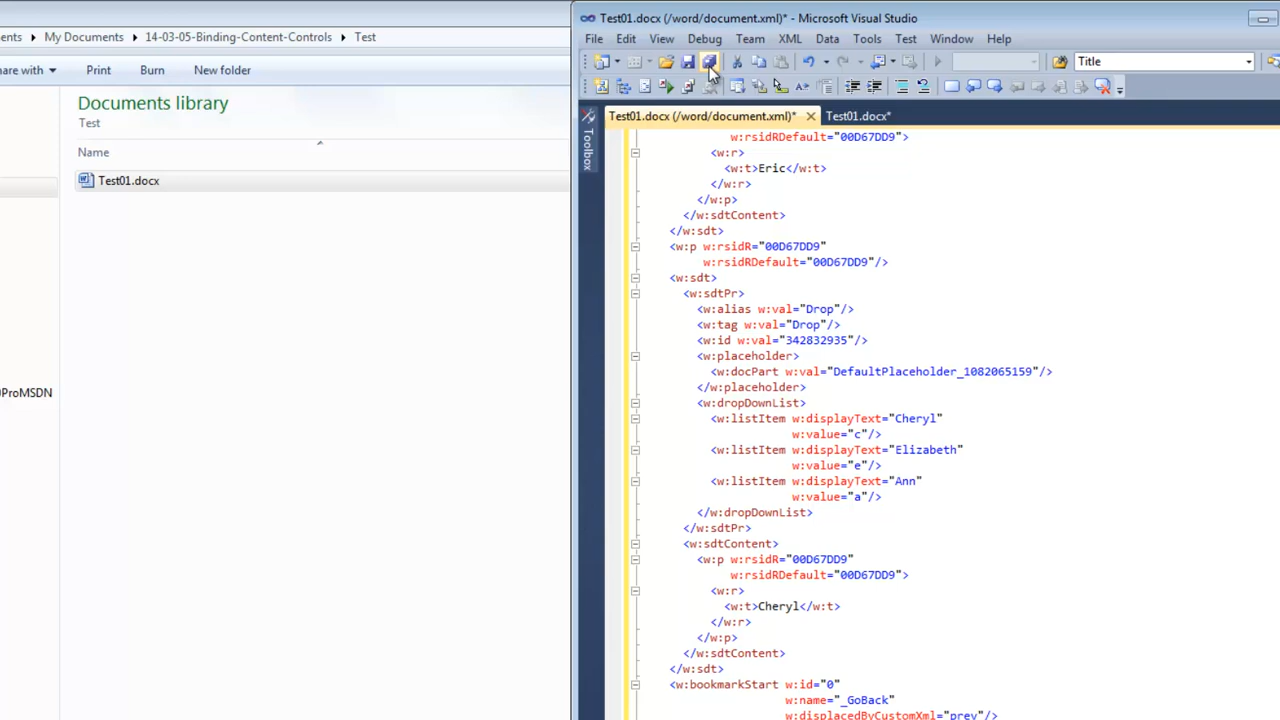 Test01.docx (/word/document.xml)* - Microsoft Visual Studio
ents ▸ My Documents ▸ 14-03-05-Binding-Content-Controls ▸ Test
File Edit View Debug Team XML Data Tools Test Window Help
are with Print Burn New folder
Title
Documents library
Test
Test01.docx (/word/document.xml)* Test01.docx*
Toolbox
Name
Test01.docx
0ProMSDN
w:rsidRDefault="00D67DD9">
<w:r>
<w:t>Eric</w:t>
</w:r>
</w:p>
</w:sdtContent>
</w:sdt>
<w:p w:rsidR="00D67DD9"
w:rsidRDefault="00D67DD9"/>
<w:sdt>
<w:sdtPr>
<w:alias w:val="Drop"/>
<w:tag w:val="Drop"/>
<w:id w:val="342832935"/>
<w:placeholder>
<w:docPart w:val="DefaultPlaceholder_1082065159"/>
</w:placeholder>
<w:dropDownList>
<w:listItem w:displayText="Cheryl"
w:value="c"/>
<w:listItem w:displayText="Elizabeth"
w:value="e"/>
<w:listItem w:displayText="Ann"
w:value="a"/>
</w:dropDownList>
</w:sdtPr>
<w:sdtContent>
<w:p w:rsidR="00D67DD9"
w:rsidRDefault="00D67DD9">
<w:r>
<w:t>Cheryl</w:t>
</w:r>
</w:p>
</w:sdtContent>
</w:sdt>
<w:bookmarkStart w:id="0"
w:name="_GoBack"
w:displacedByCustomXml="prev"/>